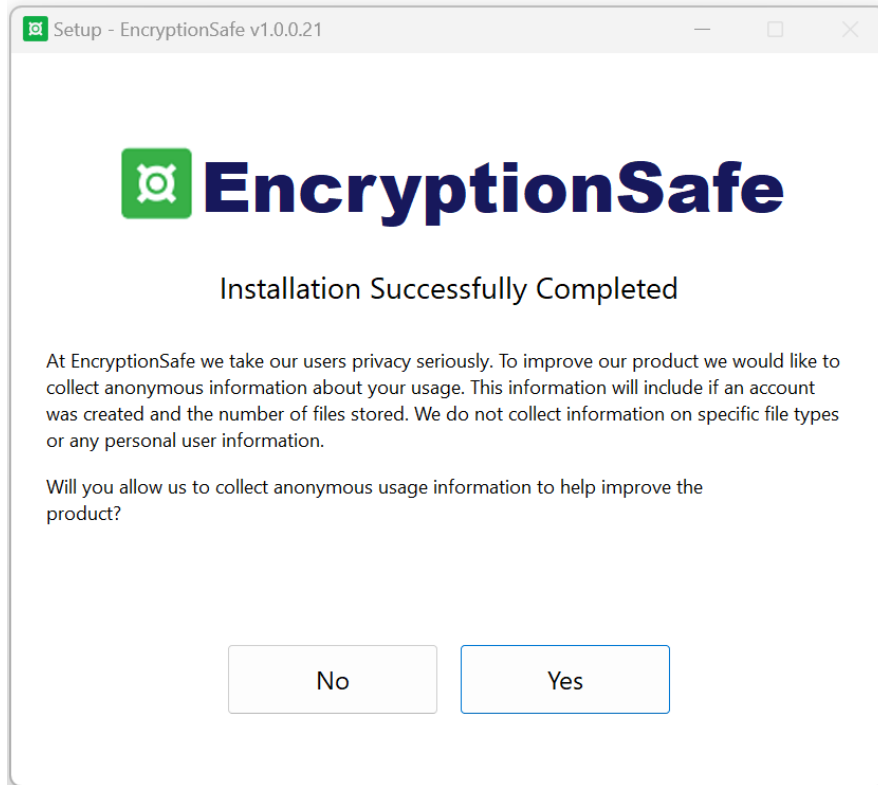 Setup - EncryptionSafe v1.0.0.21
EncryptionSafe
Installation Successfully Completed
At EncryptionSafe we take our users privacy seriously. To improve our product we would like to
collect anonymous information about your usage. This information will include if an account
was created and the number of files stored. We do not collect information on specific file types
or any personal user information.
Will you allow us to collect anonymous usage information to help improve the
product?
No
Yes